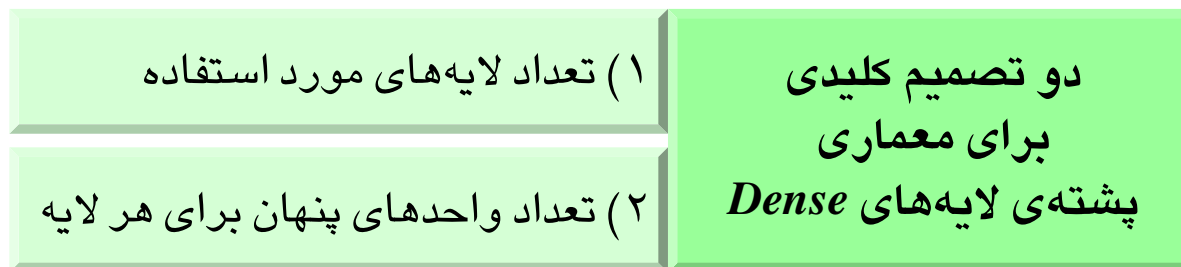 دو تصمیم کلیدی
برای معماری
پشته‌ی لایه‌های Dense
۱) تعداد لایه‌های مورد استفاده
۲) تعداد واحدهای پنهان برای هر لایه